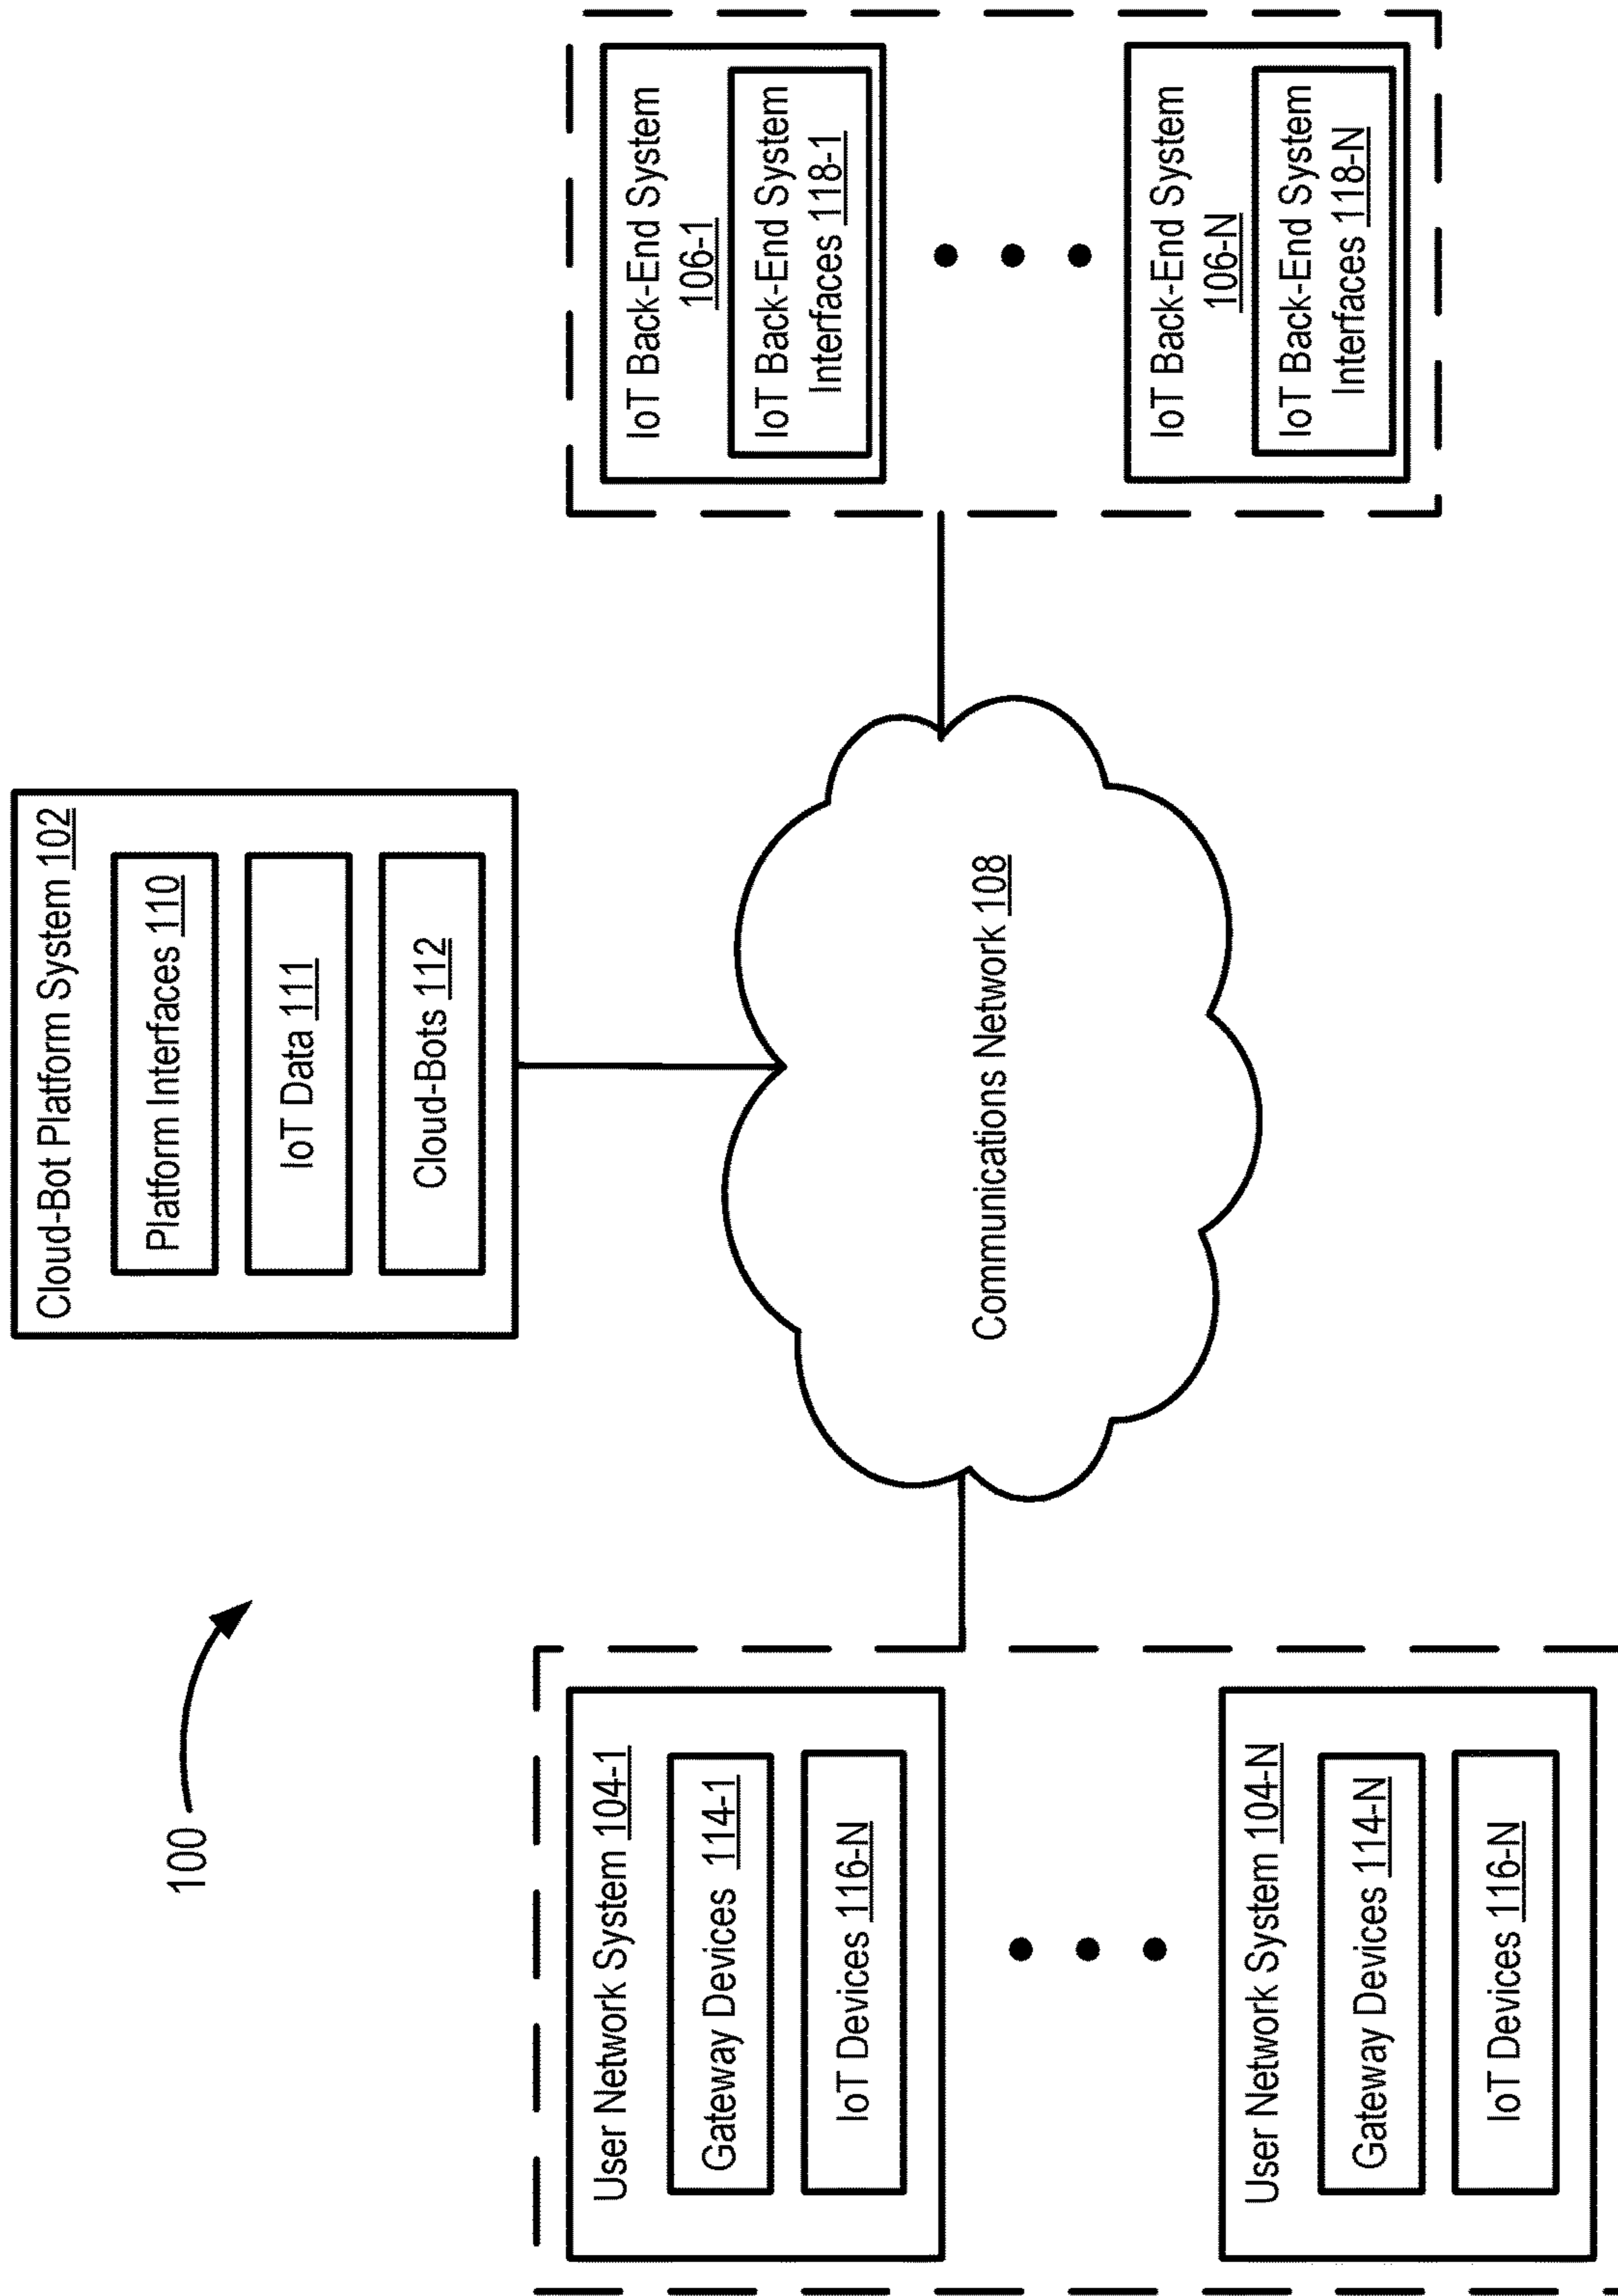 100
Cloud-Bot Platform System 102
Platform Interfaces 110
IoT Data 111
Cloud-Bots 112
User Network System 104-1
Gateway Devices 114-1
IoT Devices 116-N
User Network System 104-N
Gateway Devices 114-N
IoT Devices 116-N
Communications Network 108
IoT Back-End System
106-1
IoT Back-End System
Interfaces 118-1
IoT Back-End System
106-N
IoT Back-End System
Interfaces 118-N